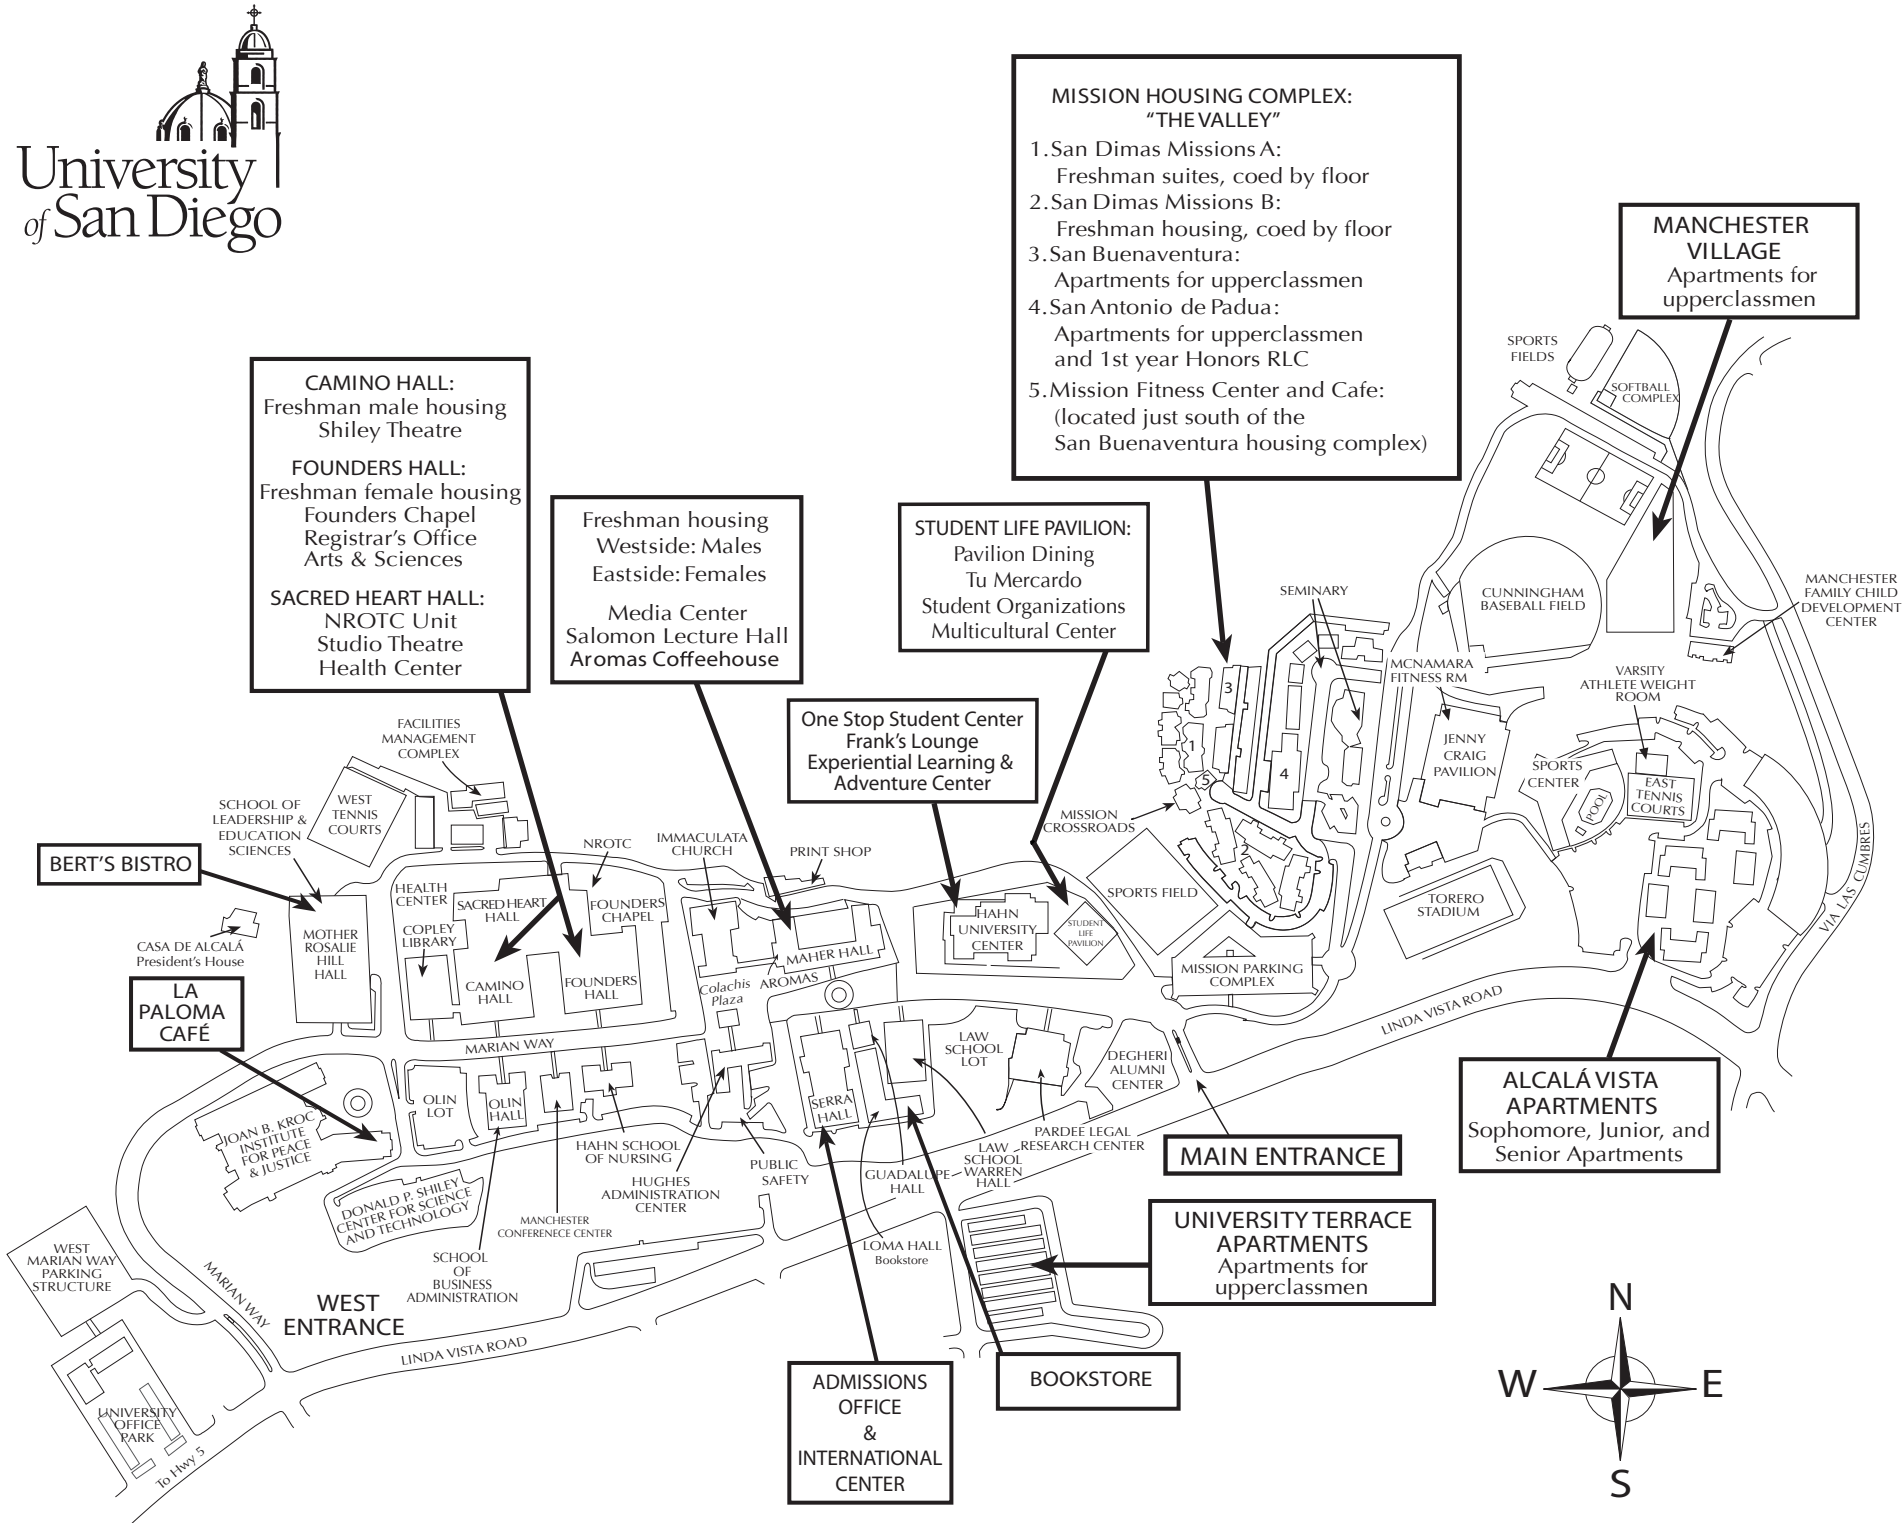 University
of San Diego
MISSION HOUSING COMPLEX:
"THE VALLEY"
1. San Dimas Missions A:
Freshman suites, coed by floor
2. San Dimas Missions B:
Freshman housing, coed by floor
3. San Buenaventura:
Apartments for upperclassmen
4. San Antonio de Padua:
Apartments for upperclassmen
and 1st year Honors RLC
5. Mission Fitness Center and Cafe:
(located just south of the
San Buenaventura housing complex)
MANCHESTER
VILLAGE
Apartments for
upperclassmen
CAMINO HALL:
Freshman male housing
Shiley Theatre
FOUNDERS HALL:
Freshman female housing
Founders Chapel
Registrar's Office
Arts & Sciences
SACRED HEART HALL:
NROTC Unit
Studio Theatre
Health Center
Freshman housing
Westside: Males
Eastside: Females
Media Center
Salomon Lecture Hall
Aromas Coffeehouse
STUDENT LIFE PAVILION:
Pavilion Dining
Tu Mercardo
Student Organizations
Multicultural Center
One Stop Student Center
Frank's Lounge
Experiential Learning &
Adventure Center
SPORTS
FIELDS
SOFTBALL
COMPLEX
CUNNINGHAM
BASEBALL FIELD
MANCHESTER
FAMILY CHILD
DEVELOPMENT
CENTER
SEMINARY
MCNAMARA
FITNESS RM
VARSITY
ATHLETE WEIGHT
ROOM
JENNY
CRAIG
PAVILION
SPORTS
CENTER
POOL
EAST
TENNIS
COURTS
3
1
5
4
2
MISSION
CROSSROADS
SPORTS FIELD
TORERO
STADIUM
VIA LAS CUMBRES
FACILITIES
MANAGEMENT
COMPLEX
WEST
TENNIS
COURTS
SCHOOL OF
LEADERSHIP &
EDUCATION
SCIENCES
BERT'S BISTRO
NROTC
IMMACULATA
CHURCH
PRINT SHOP
HEALTH
CENTER
SACRED HEART
HALL
FOUNDERS
CHAPEL
COPLEY
LIBRARY
CASA DE ALCALÁ
President's House
MOTHER
ROSALIE
HILL
HALL
CAMINO
HALL
FOUNDERS
HALL
Colachis
Plaza
AROMAS
MAHER HALL
HAHN
UNIVERSITY
CENTER
STUDENT
LIFE
PAVILION
MISSION PARKING
COMPLEX
LINDA VISTA ROAD
LA
PALOMA
CAFÉ
MARIAN WAY
OLIN
LOT
OLIN
HALL
SERRA
HALL
LAW
SCHOOL
LOT
DEGHERI
ALUMNI
CENTER
JOAN B. KROC
INSTITUTE
FOR PEACE
& JUSTICE
DONALD P. SHILEY
CENTER FOR SCIENCE
AND TECHNOLOGY
HAHN SCHOOL
OF NURSING
HUGHES
ADMINISTRATION
CENTER
PUBLIC
SAFETY
GUADALUPE
HALL
LAW
SCHOOL
WARREN
HALL
PARDEE LEGAL
RESEARCH CENTER
MAIN ENTRANCE
ALCALÁ VISTA
APARTMENTS
Sophomore, Junior, and
Senior Apartments
MANCHESTER
CONFERENECE CENTER
SCHOOL
OF
BUSINESS
ADMINISTRATION
LOMA HALL
Bookstore
UNIVERSITY TERRACE
APARTMENTS
Apartments for
upperclassmen
WEST
MARIAN WAY
PARKING
STRUCTURE
MARIAN WAY
WEST
ENTRANCE
LINDA VISTA ROAD
UNIVERSITY
OFFICE
PARK
To Hwy 5
ADMISSIONS
OFFICE
&
INTERNATIONAL
CENTER
BOOKSTORE
N
W
E
S